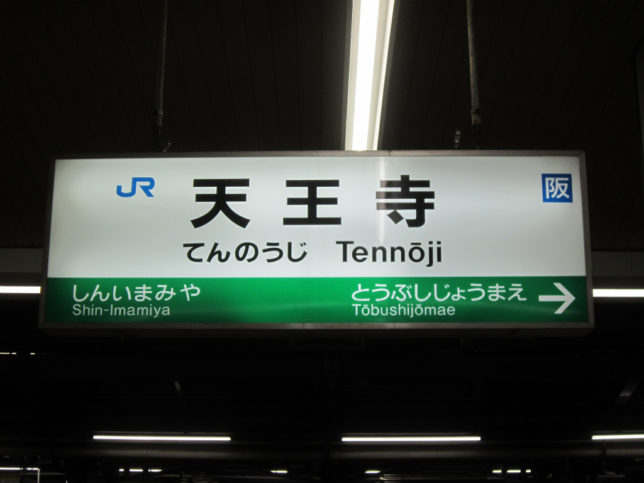 JR 天王寺 阪
てんのうじ Tennōji
しんいまみや とうぶしじょうまえ →
Shin-Imamiya Tōbushijōmae